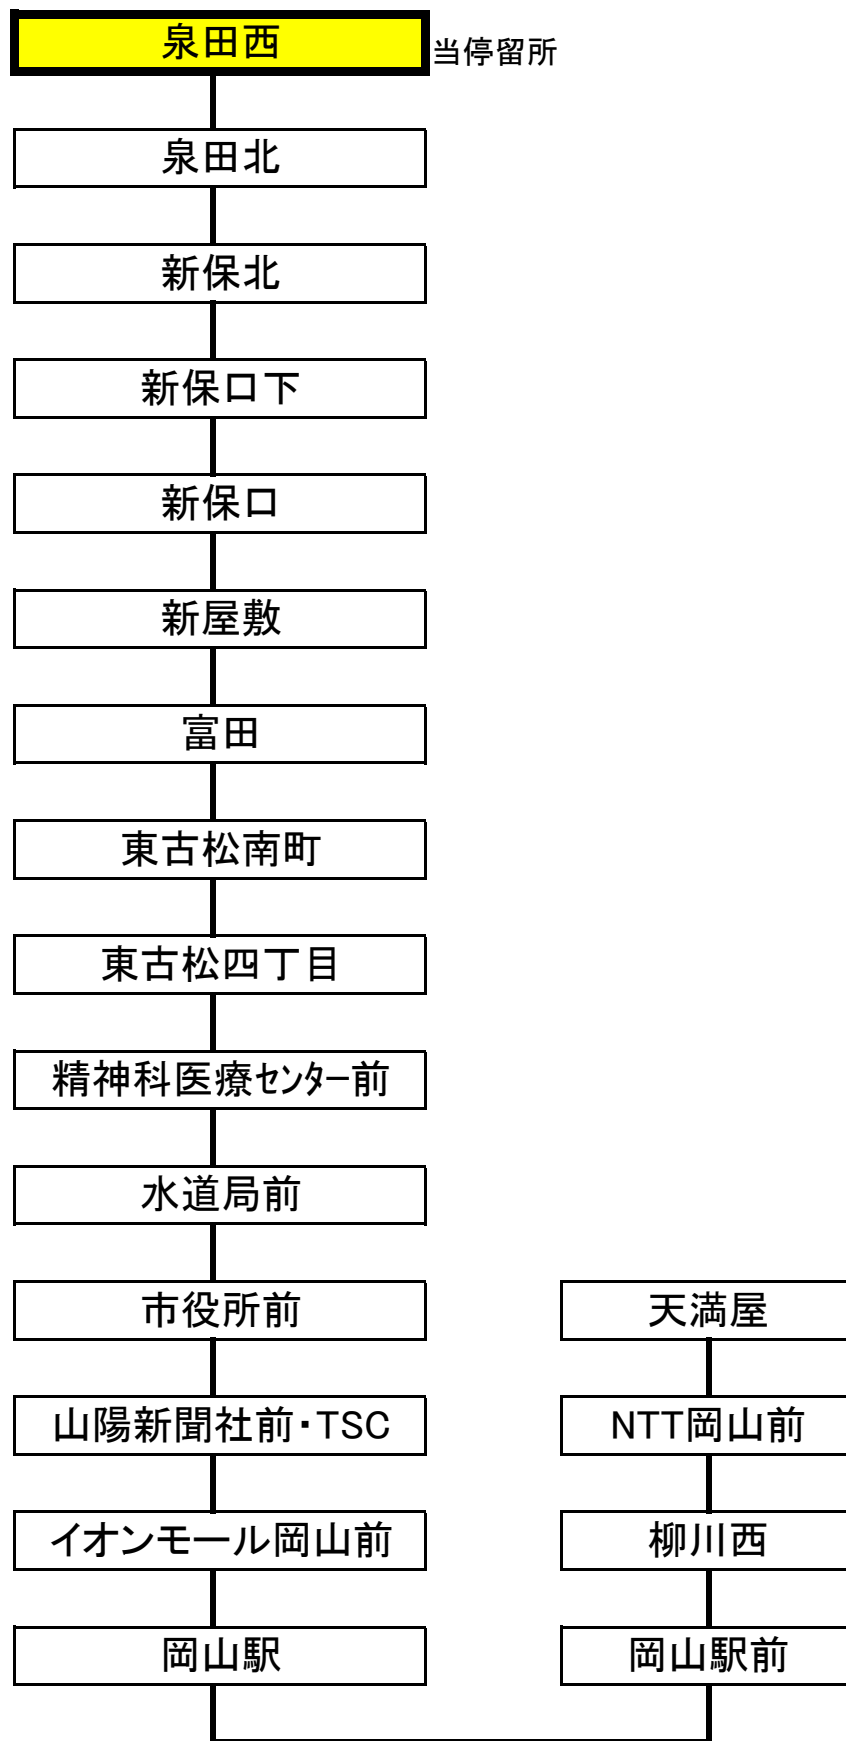 泉田西
当停留所
泉田北
新保北
新保口下
新保口
新屋敷
富田
東古松南町
東古松四丁目
精神科医療ｾﾝﾀｰ前
水道局前
市役所前
山陽新聞社前・TSC
イオンモール岡山前
岡山駅
天満屋
NTT岡山前
柳川西
岡山駅前